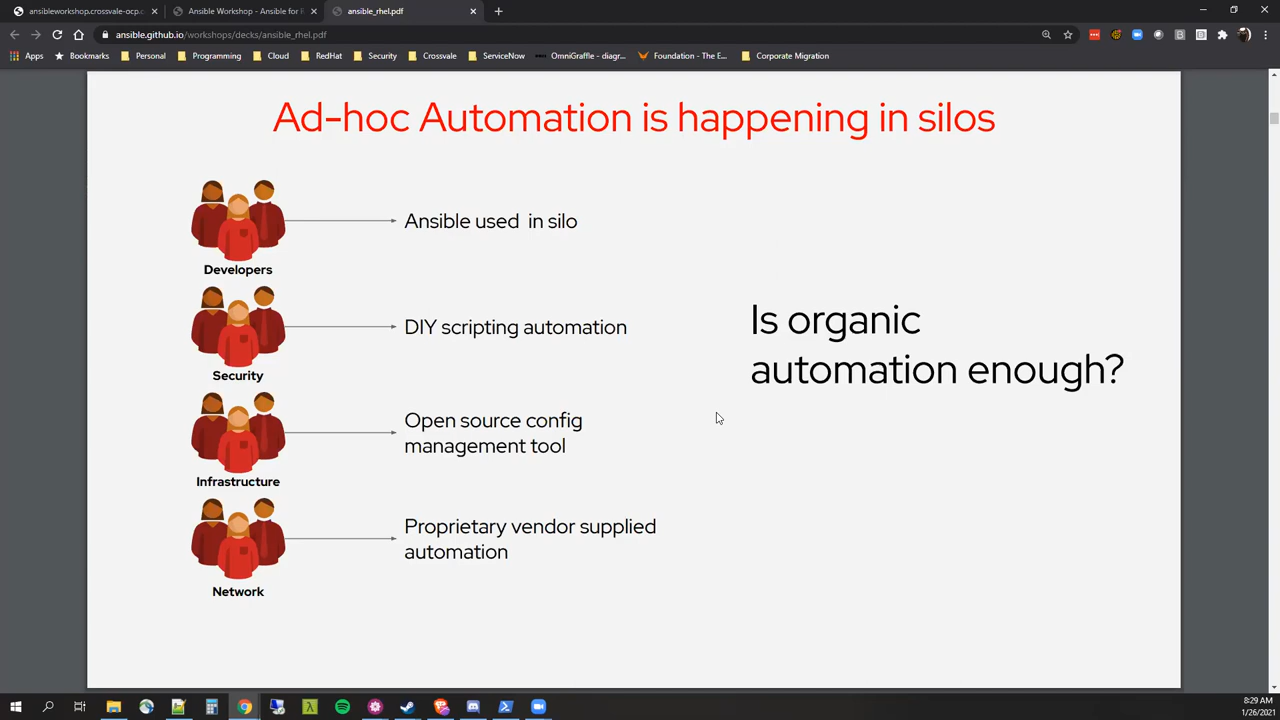 ansibleworkshop.crossvale-ocp.c
Ansible Workshop - Ansible for R
ansible_rhel.pdf
ansible.github.io/workshops/decks/ansible_rhel.pdf
Apps
Bookmarks
Personal
Programming
Cloud
RedHat
Security
Crossvale
ServiceNow
OmniGraffle - diagr...
Foundation - The E...
Corporate Migration
Ad-hoc Automation is happening in silos
Developers
Ansible used in silo
Security
DIY scripting automation
Infrastructure
Open source config
management tool
Network
Proprietary vendor supplied
automation
Is organic
automation enough?
8:29 AM
1/26/2021